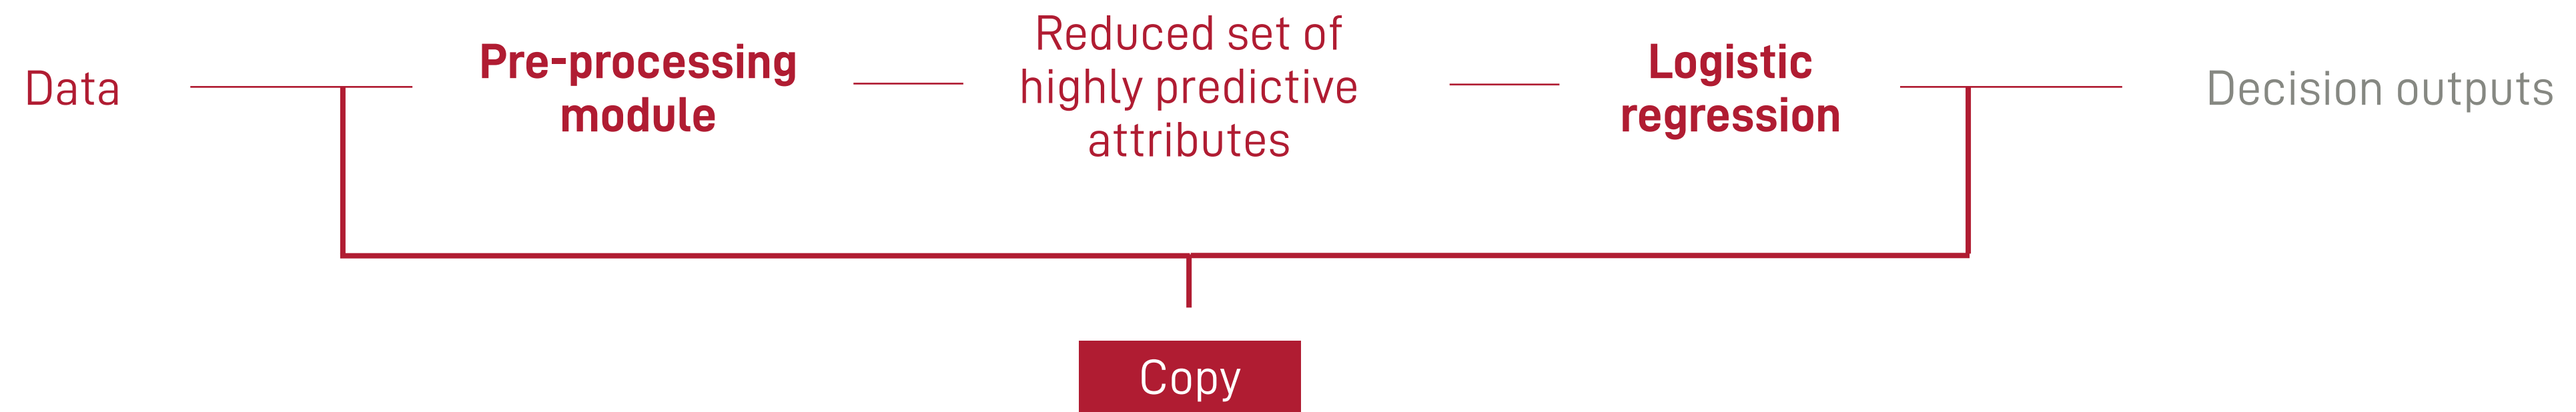 Data
Pre-processing
module
Reduced set of
highly predictive
attributes
Logistic
regression
Decision outputs
Copy